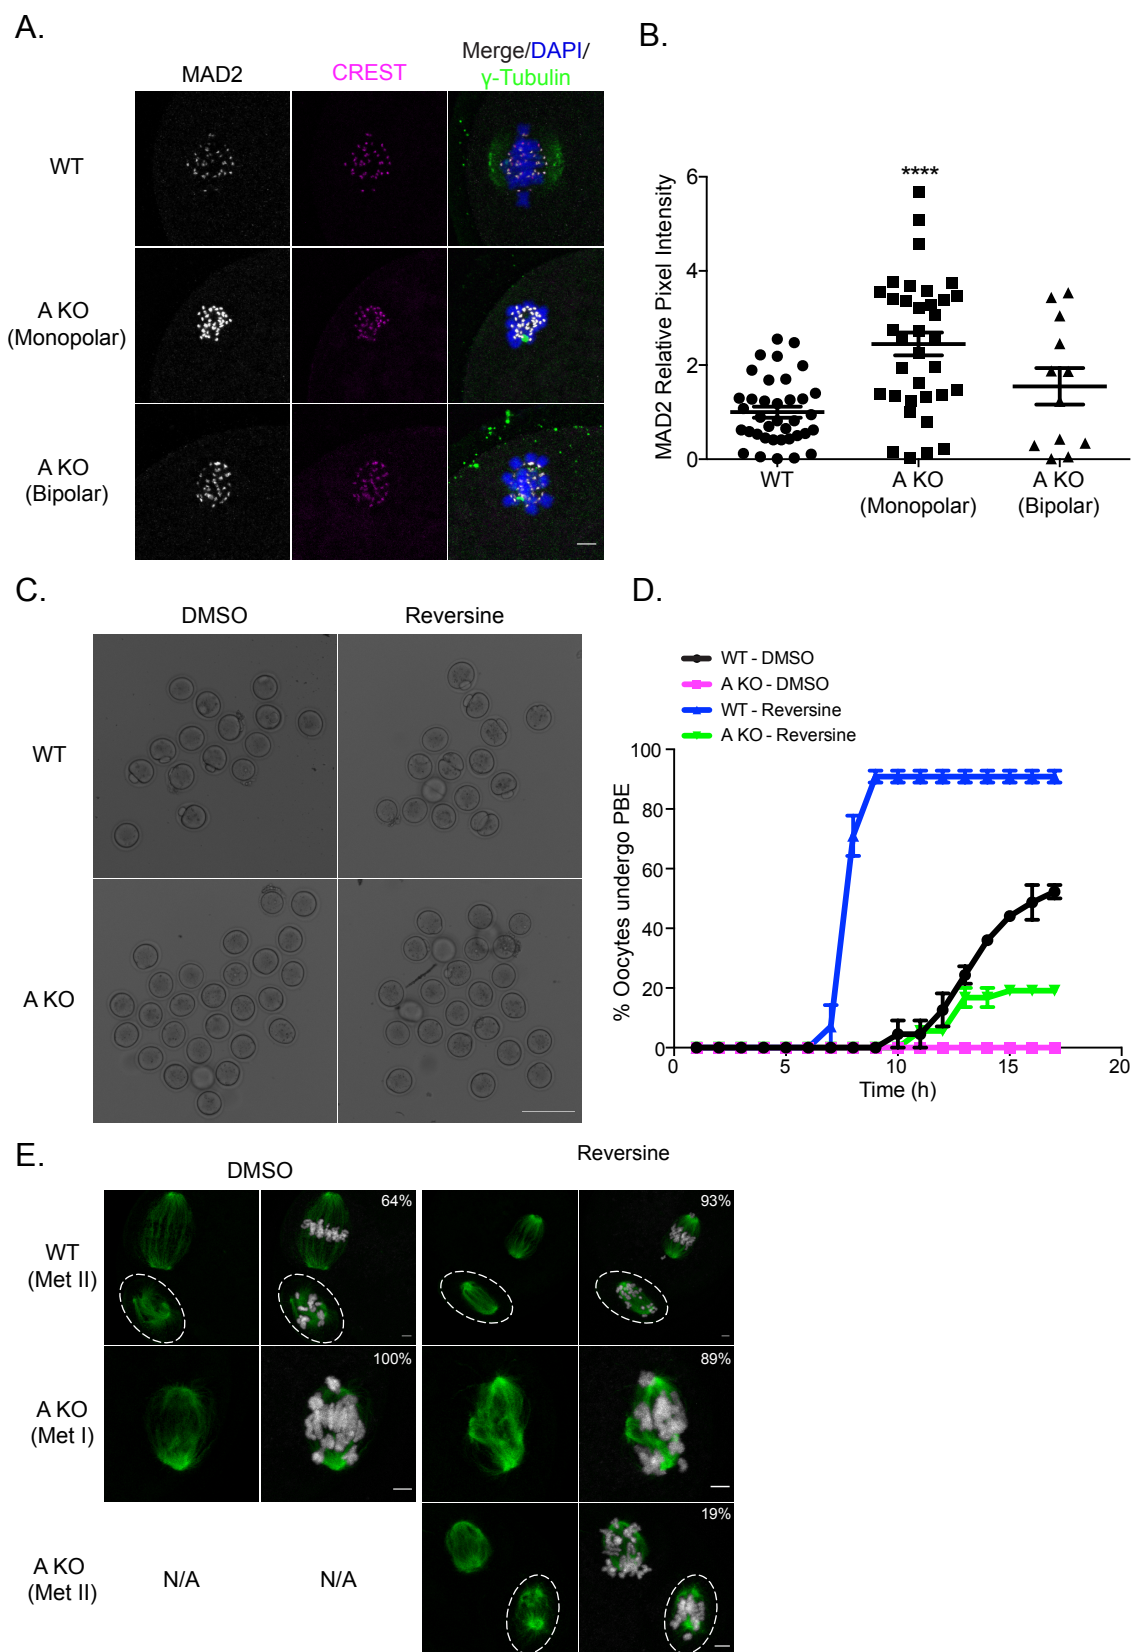 A.
MAD2
CREST
Merge/DAPI/
γ-Tubulin
WT
A KO
(Monopolar)
A KO
(Bipolar)
B.
MAD2 Relative Pixel Intensity
6
4
2
0
****
WT
A KO
(Monopolar)
A KO
(Bipolar)
C.
DMSO
Reversine
WT
A KO
D.
WT - DMSO
A KO - DMSO
WT - Reversine
A KO - Reversine
% Oocytes undergo PBE
100
80
60
40
20
0
0
5
10
15
20
Time (h)
E.
DMSO
Reversine
WT
(Met II)
64%
93%
A KO
(Met I)
100%
89%
A KO
(Met II)
N/A
N/A
19%